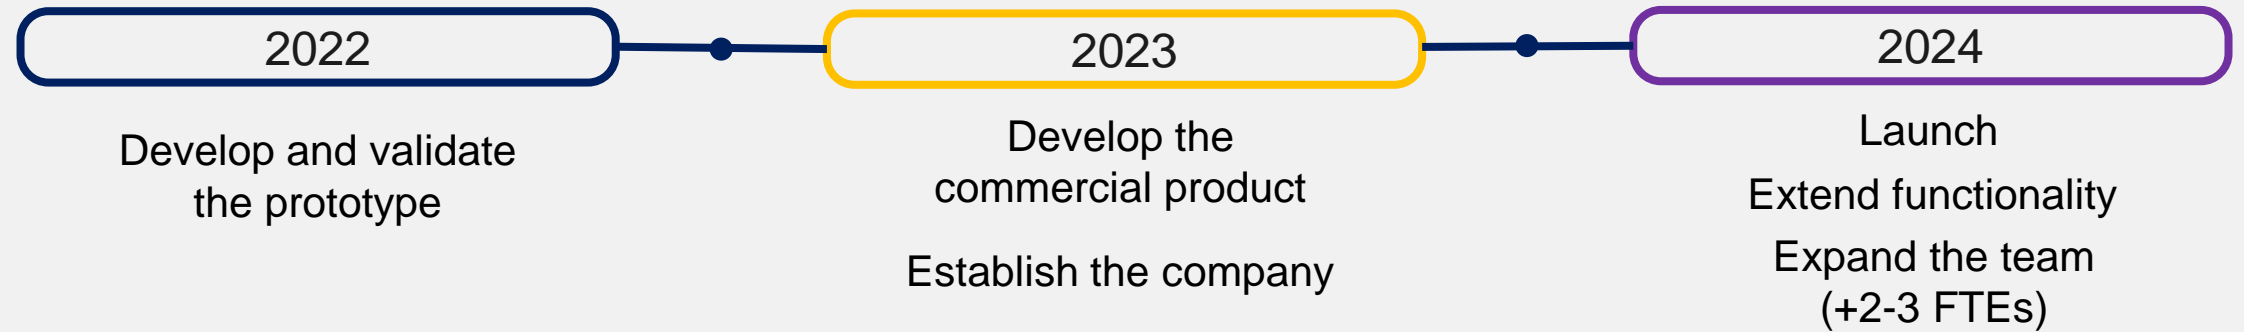 2022
Develop and validate
the prototype
2023
Develop the
commercial product
Establish the company
2024
Launch
Extend functionality
Expand the team
(+2-3 FTEs)